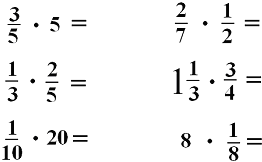 3/5 · 5 = 2/7 · 1/2 =
1/3 · 2/5 = 1 1/3 · 3/4 =
1/10 · 20 = 8 · 1/8 =